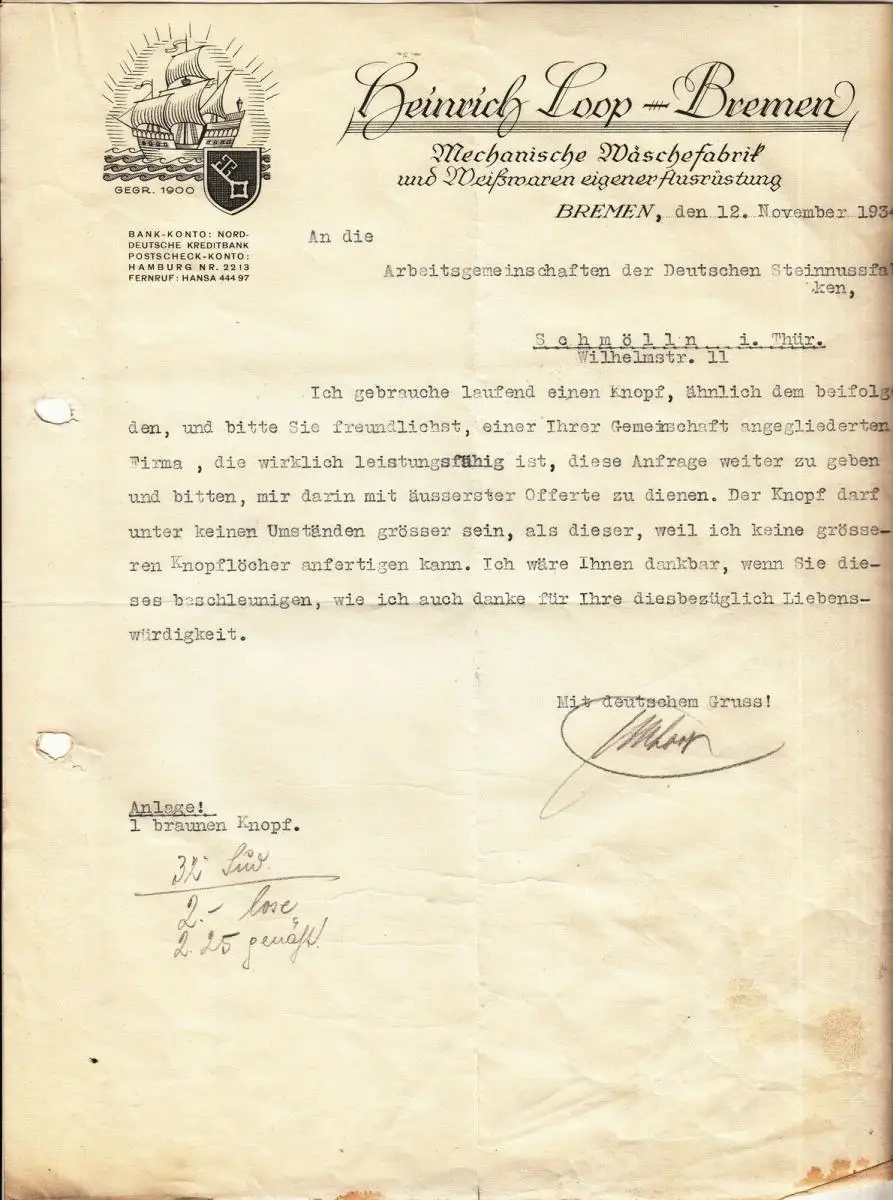 Heinrich Loop - Bremen
Mechanische Wäschefabrik
und Weißwaren eigener Ausrüstung
GEGR. 1900
BREMEN, den 12. November 193
BANK-KONTO: NORD-
DEUTSCHE KREDITBANK
POSTSCHECK-KONTO:
HAMBURG NR. 2213
FERNRUF: HANSA 444 97
An die
Arbeitsgemeinschaften der Deutschen Steinnussfa
ken,
Schmölln i. Thür.
Wilhelmstr. 11
Ich gebrauche laufend einen Knopf, ähnlich dem beifolg
den, und bitte Sie freundlichst, einer Ihrer Gemeinschaft angegliederten
Firma , die wirklich leistungsfähig ist, diese Anfrage weiter zu geben
und bitten, mir darin mit äusserster Offerte zu dienen. Der Knopf darf
unter keinen Umständen grösser sein, als dieser, weil ich keine grösse-
ren Knopflöcher anfertigen kann. Ich wäre Ihnen dankbar, wenn Sie die-
ses beschleunigen, wie ich auch danke für Ihre diesbezüglich Liebens-
würdigkeit.
Mit deutschem Gruss!
Anlage!
1 braunen Knopf.
32
2.- lose
2.25 genäht!